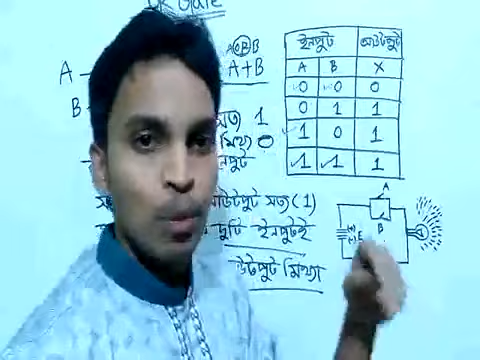 OR Gate
A
B
A OR B
A+B
ইনপুট আউটপুট
A B X
0 0 0
0 1 1
1 0 1
1 1 1
সত্য 1
মিথ্যা 0
ইনপুট
আউটপুট সত্য (1)
দুটি ইনপুটই
আউটপুট মিথ্যা
A
B